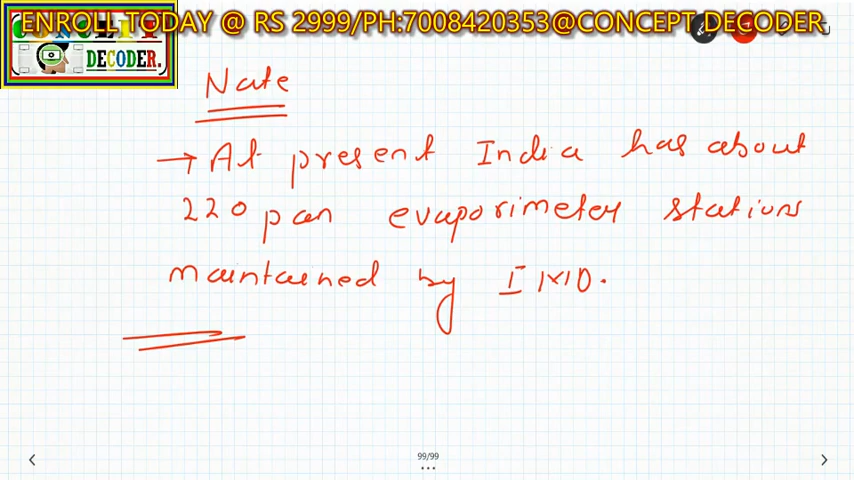 ENROLL TODAY @ RS 2999/PH:7008420353@CONCEPT DECODER.
DECODER.
Note
→ At present India has about
220 pan evaporimeter stations
maintained by IMD.
99/99